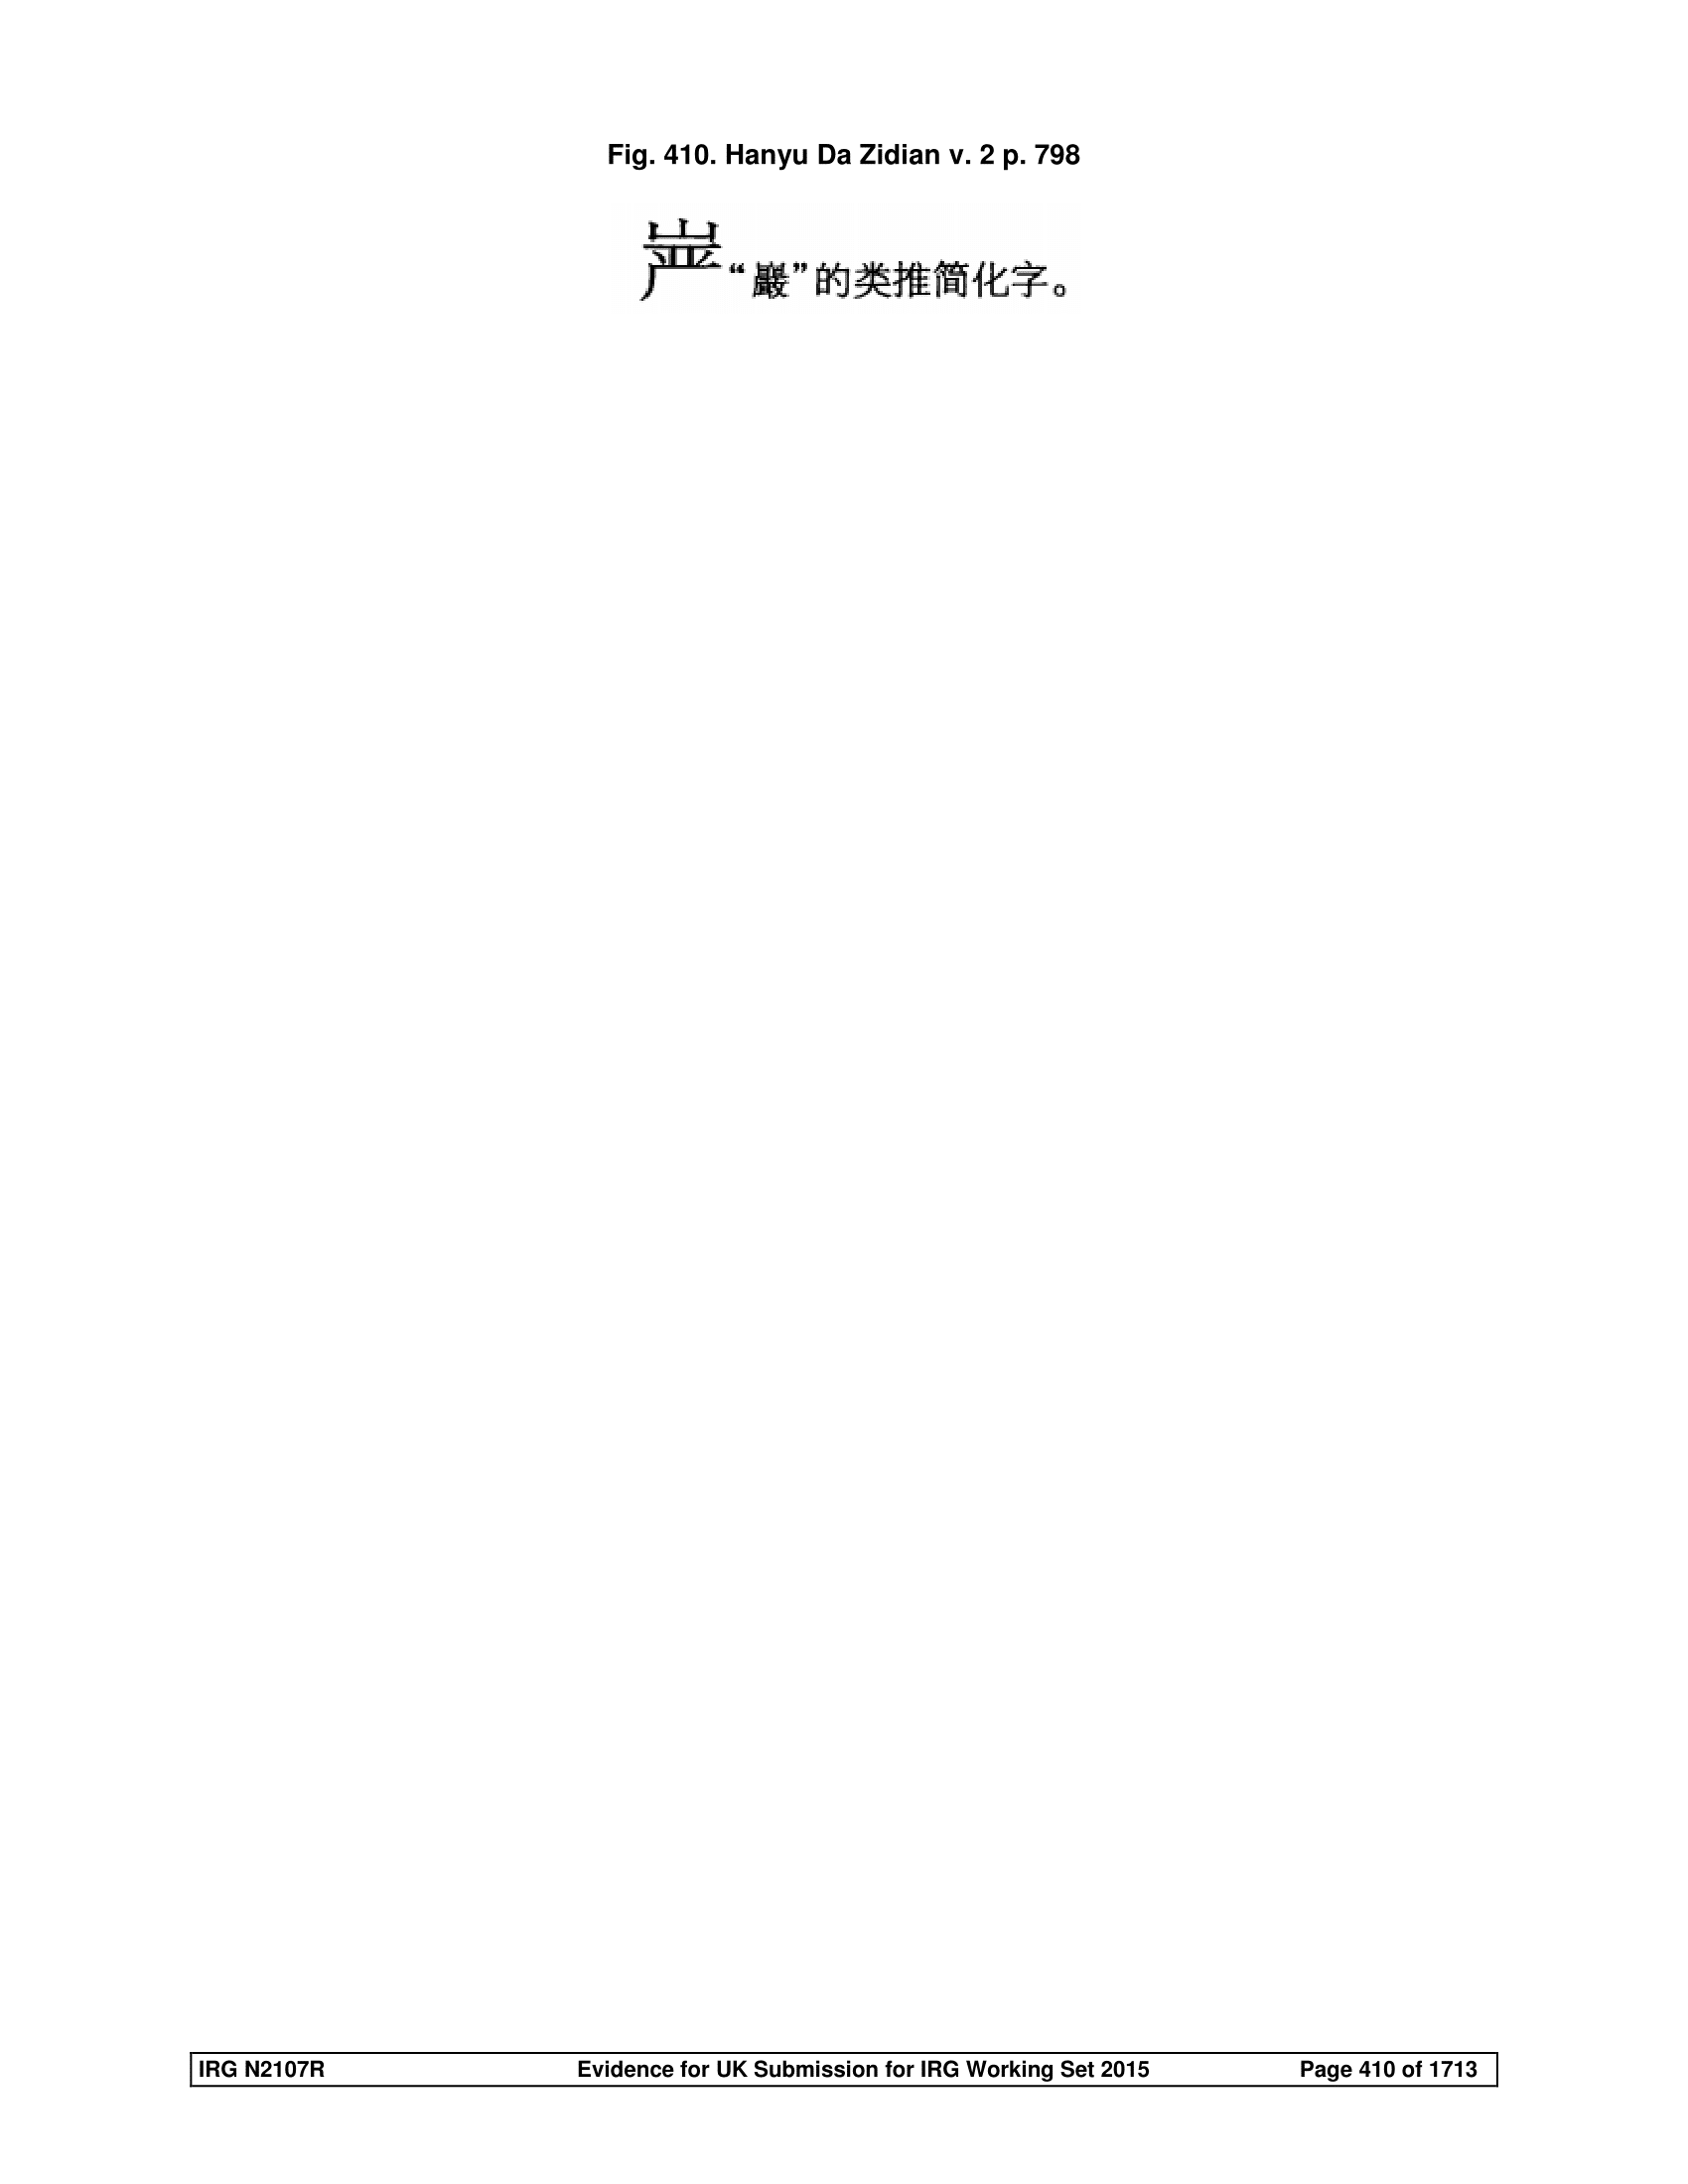 Fig. 410. Hanyu Da Zidian v. 2 p. 798
“巖”的类推简化字。
IRG N2107R Evidence for UK Submission for IRG Working Set 2015 Page 410 of 1713